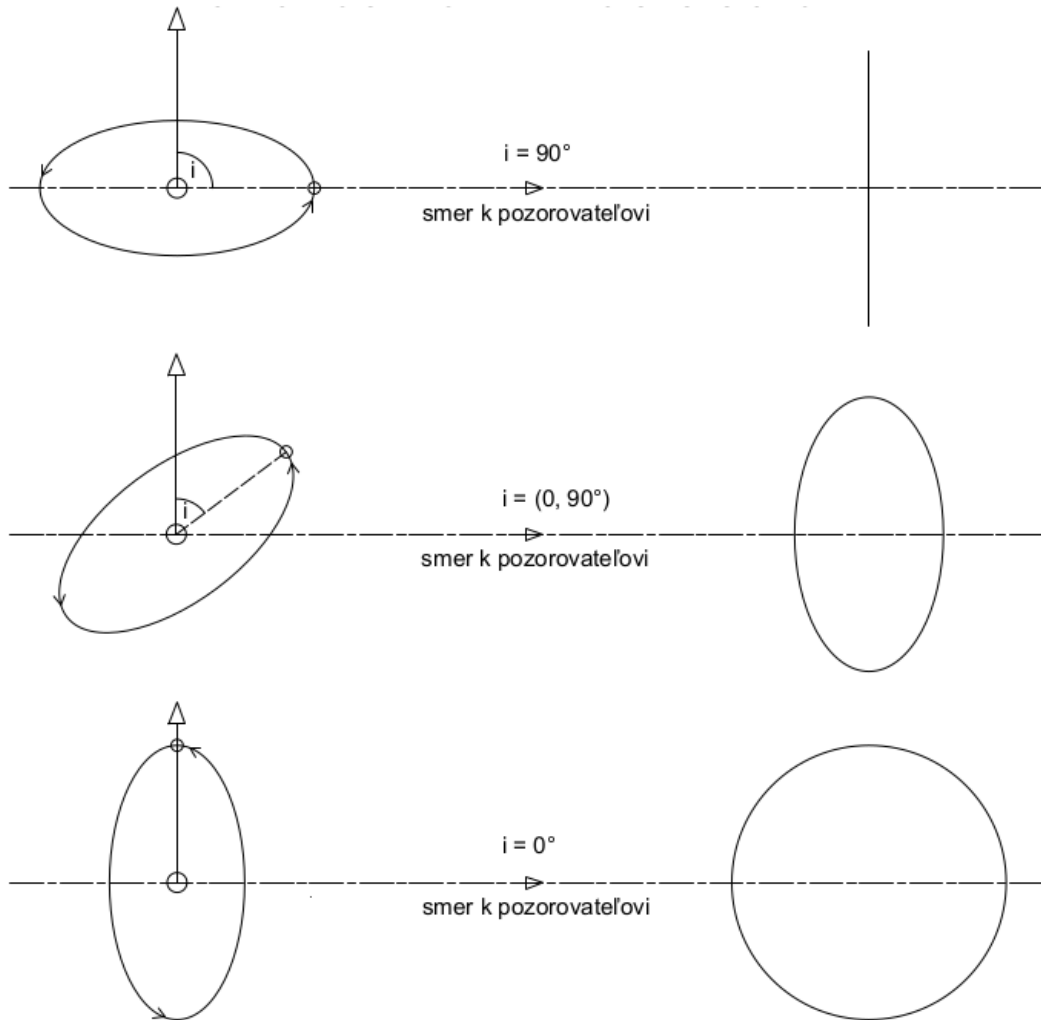 i
i = 90°
smer k pozorovateľovi
i
i = (0, 90°)
smer k pozorovateľovi
i = 0°
smer k pozorovateľovi